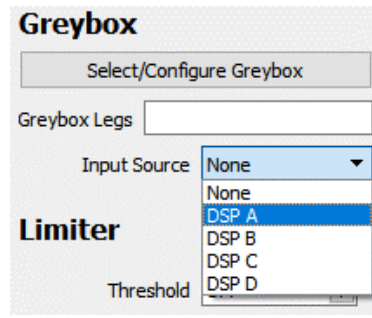 Greybox
Select/Configure Greybox
Greybox Legs
Input Source None
None
DSP A
DSP B
DSP C
DSP D
Limiter
Threshold